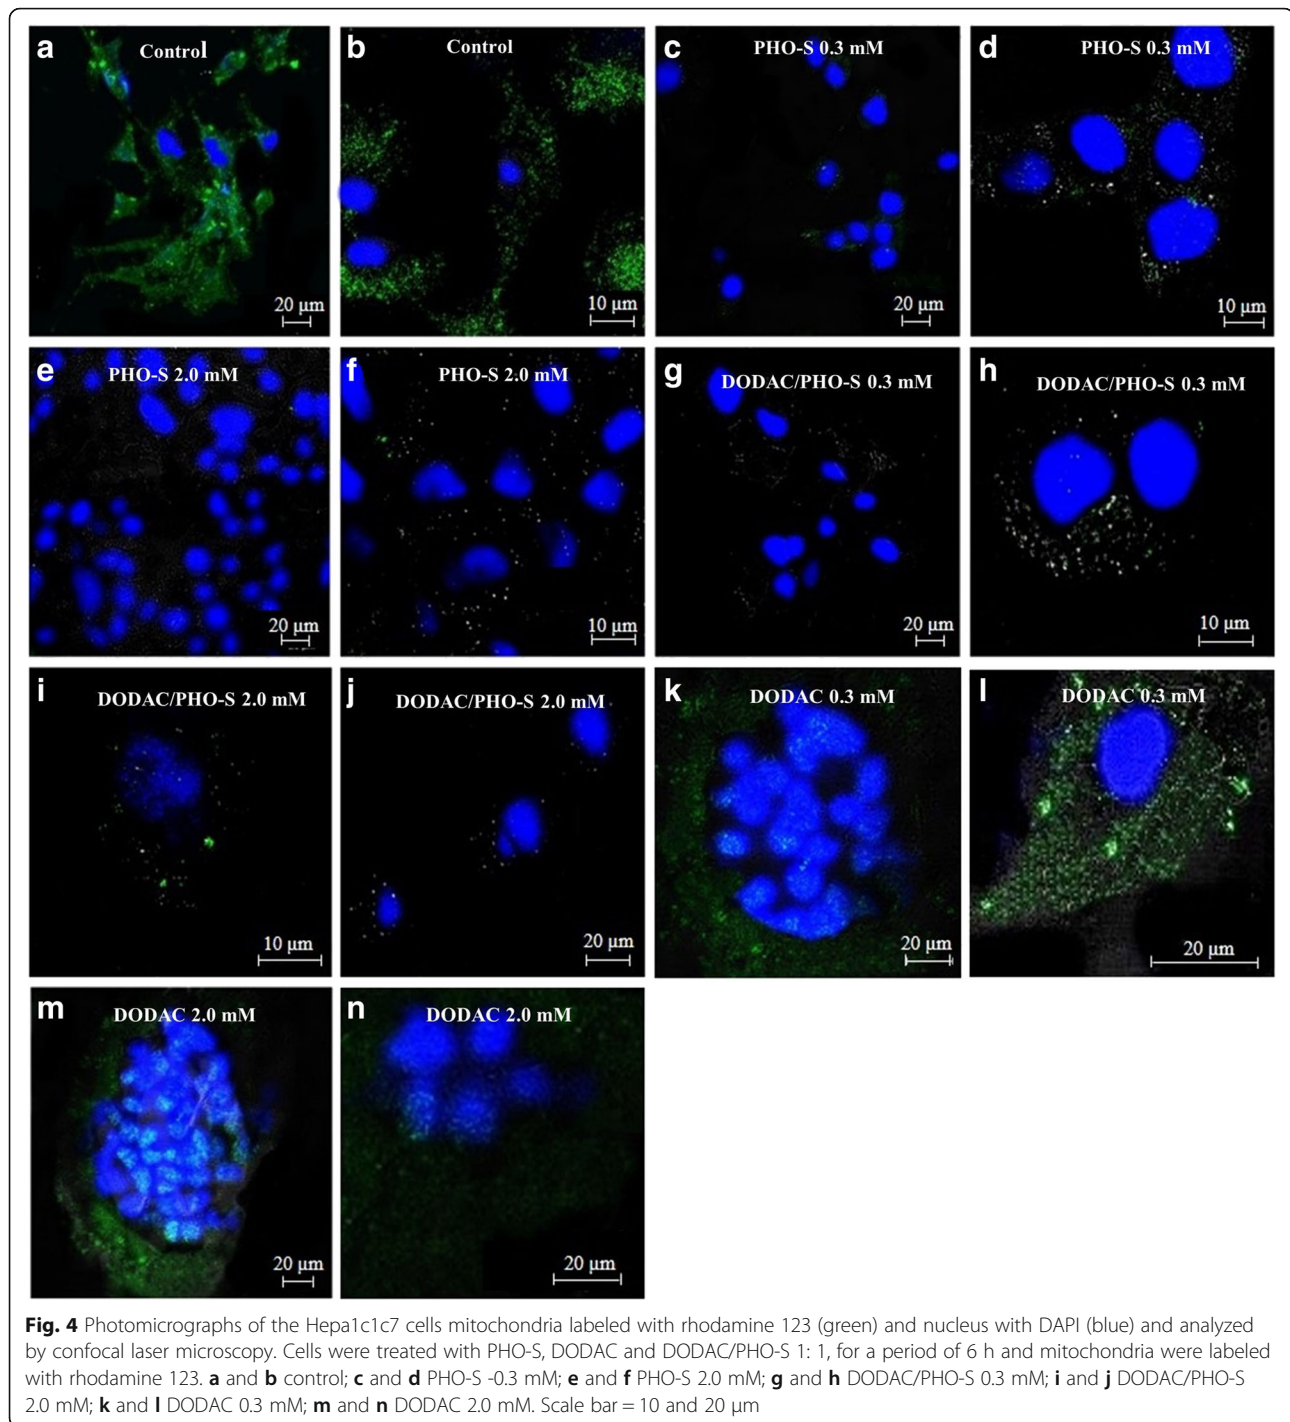 a
Control
20 μm
b
Control
10 μm
c
PHO-S 0.3 mM
20 μm
d
PHO-S 0.3 mM
10 μm
e
PHO-S 2.0 mM
20 μm
f
PHO-S 2.0 mM
10 μm
g
DODAC/PHO-S 0.3 mM
20 μm
h
DODAC/PHO-S 0.3 mM
10 μm
i
DODAC/PHO-S 2.0 mM
10 μm
j
DODAC/PHO-S 2.0 mM
20 μm
k
DODAC 0.3 mM
20 μm
l
DODAC 0.3 mM
20 μm
m
DODAC 2.0 mM
20 μm
n
DODAC 2.0 mM
20 μm
Fig. 4 Photomicrographs of the Hepa1c1c7 cells mitochondria labeled with rhodamine 123 (green) and nucleus with DAPI (blue) and analyzed
by confocal laser microscopy. Cells were treated with PHO-S, DODAC and DODAC/PHO-S 1: 1, for a period of 6 h and mitochondria were labeled
with rhodamine 123. a and b control; c and d PHO-S -0.3 mM; e and f PHO-S 2.0 mM; g and h DODAC/PHO-S 0.3 mM; i and j DODAC/PHO-S
2.0 mM; k and l DODAC 0.3 mM; m and n DODAC 2.0 mM. Scale bar = 10 and 20 μm